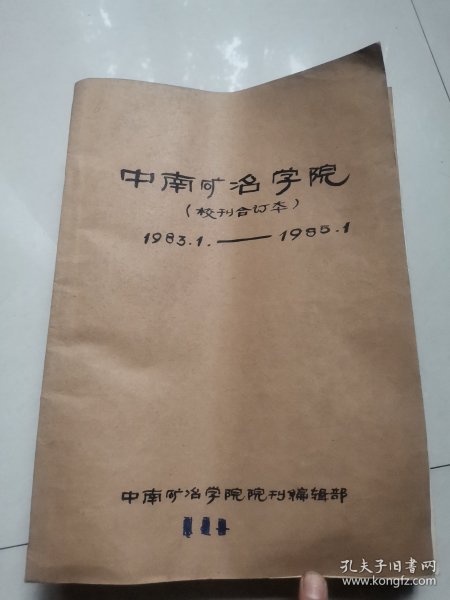 中南矿冶学院
(校刊合订本)
1983.1.——1985.1
中南矿冶学院院刊编辑部
孔夫子旧书网
www.kongfz.com